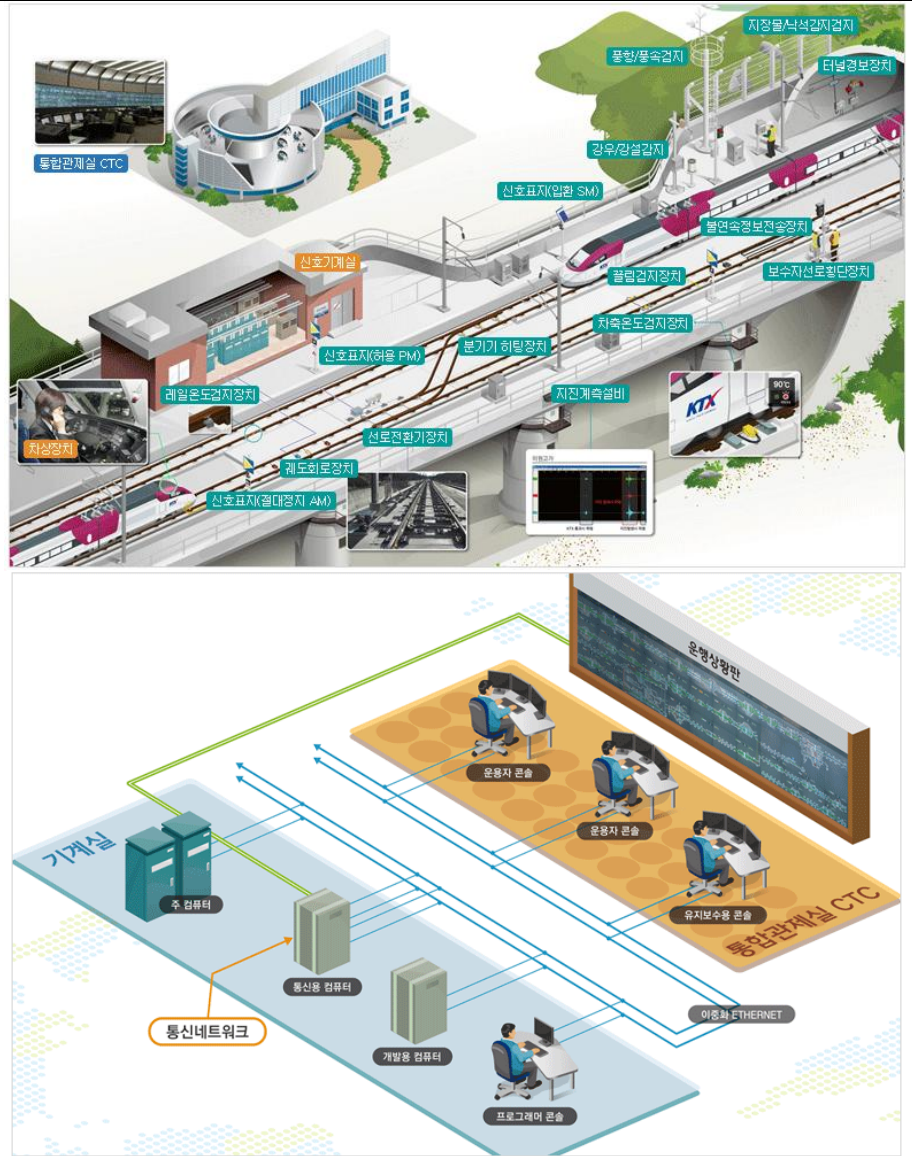 지장물/낙석감지검지
풍향/풍속검지
터널경보장치
통합관제실 CTC
강우/강설감지
신호표지(입환 SM)
불연속정보전송장치
신호기계실
끌림검지장치
보수자선로횡단장치
차축온도검지장치
분기기 히팅장치
신호표지(허용 PM)
90℃
레일온도검지장치
지진계측설비
KTX
차상장치
선로전환기장치
궤도회로장치
신호표지(절대정지 AM)
운행상황판
운용자 콘솔
운용자 콘솔
기계실
주 컴퓨터
유지보수용 콘솔
통합관제실 CTC
통신용 컴퓨터
이중화 ETHERNET
통신네트워크
개발용 컴퓨터
프로그래머 콘솔